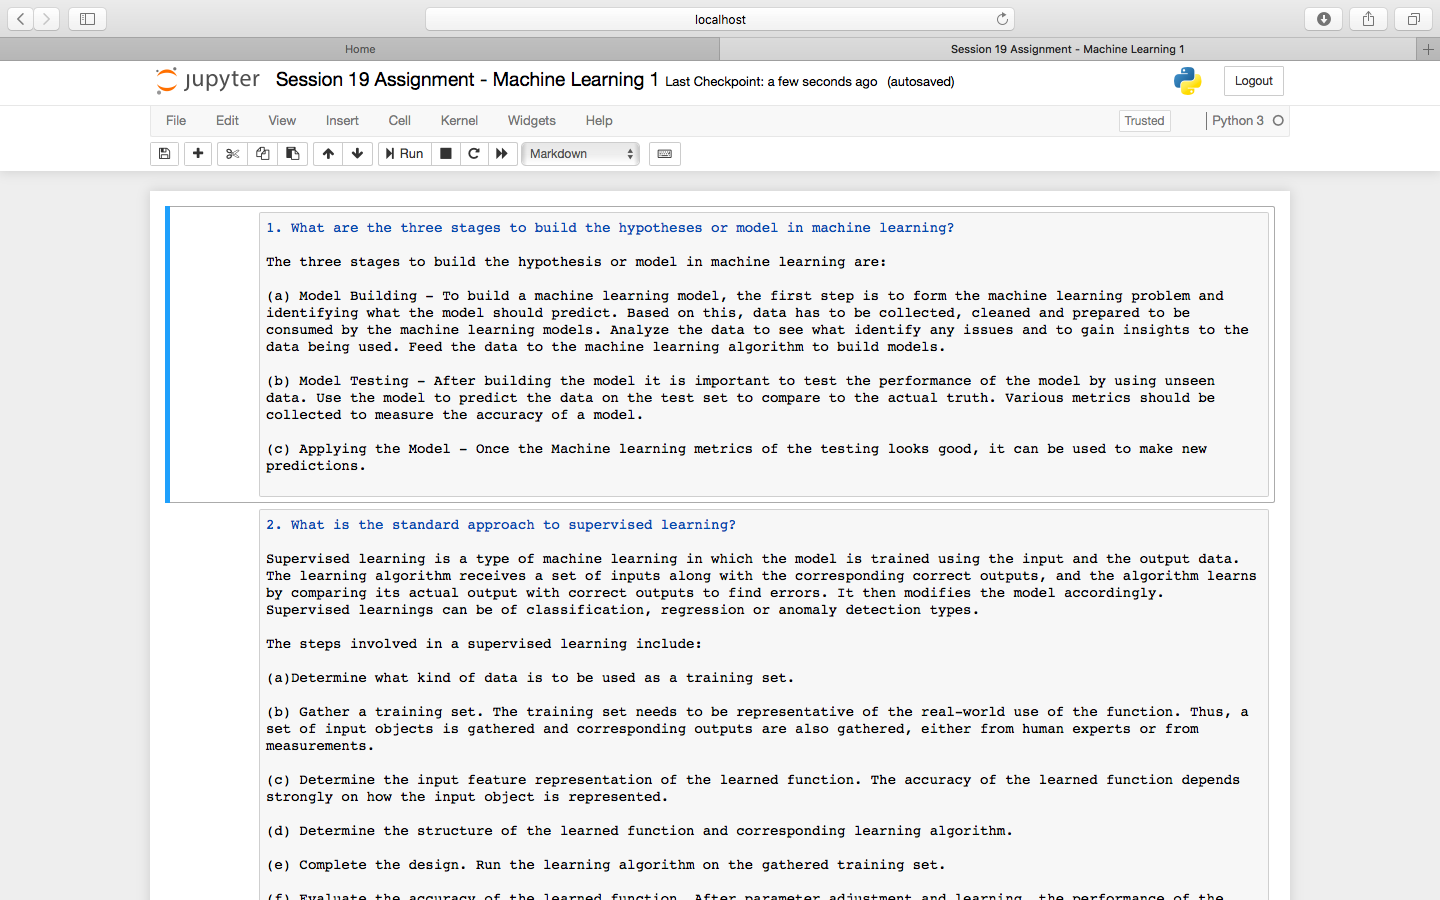 localhost
Home
Session 19 Assignment - Machine Learning 1
jupyter Session 19 Assignment - Machine Learning 1 Last Checkpoint: a few seconds ago (autosaved)
Logout
File Edit View Insert Cell Kernel Widgets Help
Trusted
Python 3
Run
Markdown
1. What are the three stages to build the hypotheses or model in machine learning?
The three stages to build the hypothesis or model in machine learning are:
(a) Model Building - To build a machine learning model, the first step is to form the machine learning problem and
identifying what the model should predict. Based on this, data has to be collected, cleaned and prepared to be
consumed by the machine learning models. Analyze the data to see what identify any issues and to gain insights to the
data being used. Feed the data to the machine learning algorithm to build models.
(b) Model Testing - After building the model it is important to test the performance of the model by using unseen
data. Use the model to predict the data on the test set to compare to the actual truth. Various metrics should be
collected to measure the accuracy of a model.
(c) Applying the Model - Once the Machine learning metrics of the testing looks good, it can be used to make new
predictions.
2. What is the standard approach to supervised learning?
Supervised learning is a type of machine learning in which the model is trained using the input and the output data.
The learning algorithm receives a set of inputs along with the corresponding correct outputs, and the algorithm learns
by comparing its actual output with correct outputs to find errors. It then modifies the model accordingly.
Supervised learnings can be of classification, regression or anomaly detection types.
The steps involved in a supervised learning include:
(a)Determine what kind of data is to be used as a training set.
(b) Gather a training set. The training set needs to be representative of the real-world use of the function. Thus, a
set of input objects is gathered and corresponding outputs are also gathered, either from human experts or from
measurements.
(c) Determine the input feature representation of the learned function. The accuracy of the learned function depends
strongly on how the input object is represented.
(d) Determine the structure of the learned function and corresponding learning algorithm.
(e) Complete the design. Run the learning algorithm on the gathered training set.
(f) Evaluate the accuracy of the learned function. After parameter adjustment and learning, the performance of the